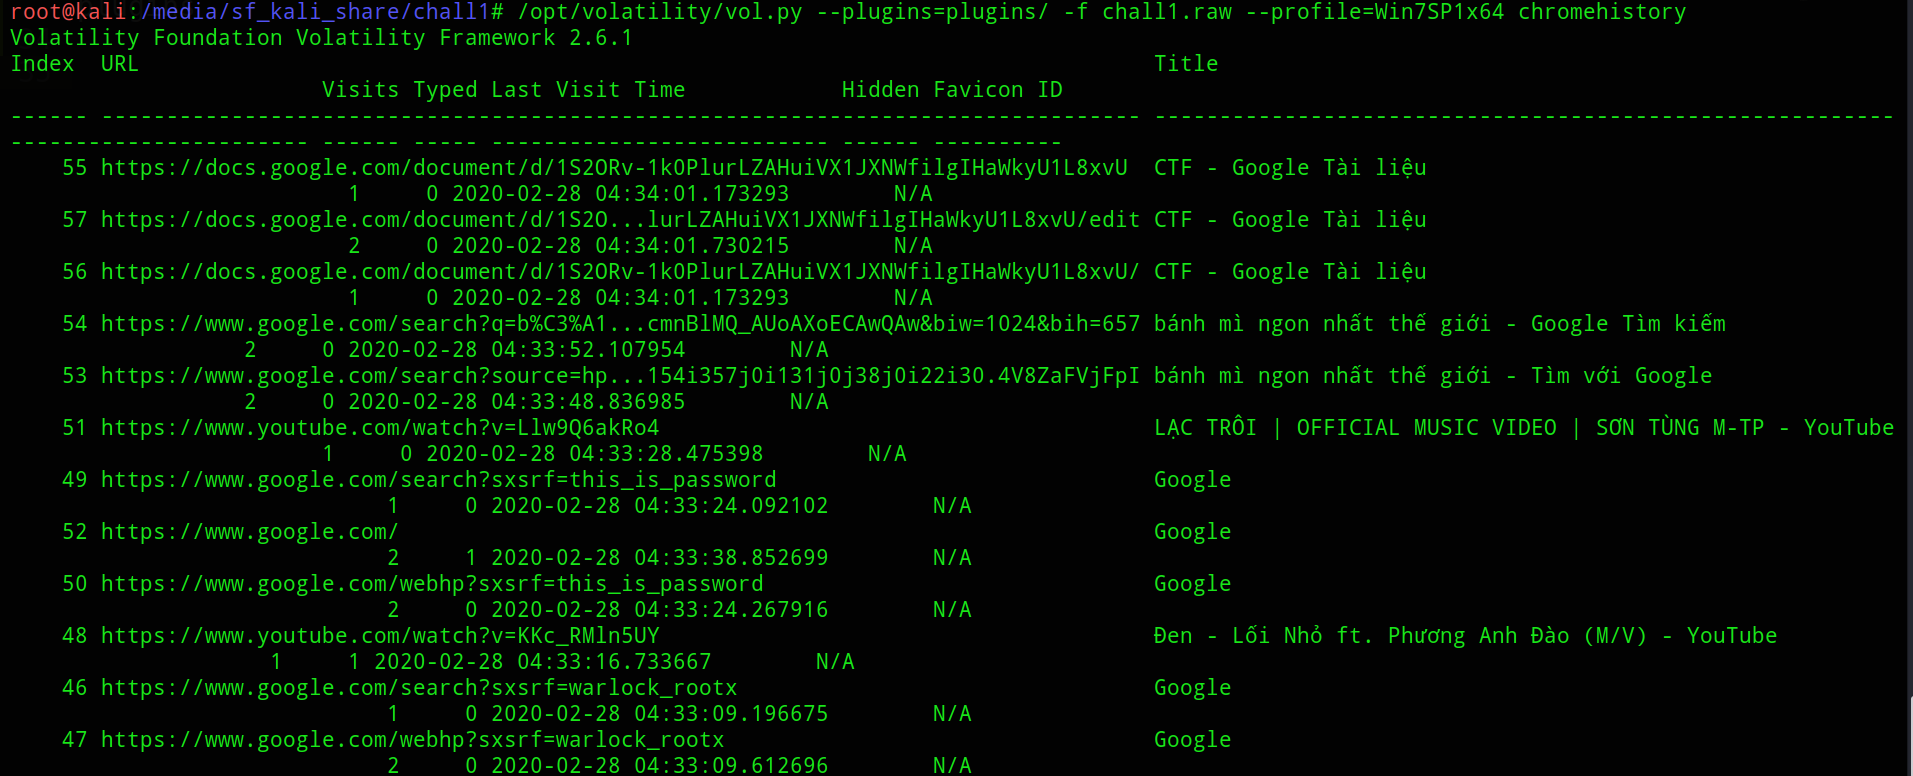 root@kali:/media/sf_kali_share/chall1# /opt/volatility/vol.py --plugins=plugins/ -f chall1.raw --profile=Win7SP1x64 chromehistory
Volatility Foundation Volatility Framework 2.6.1
Index  URL                                                                              Title
                        Visits Typed Last Visit Time            Hidden Favicon ID
------ -------------------------------------------------------------------------------- ---------------------------------------------------------
----------------------- ------ ----- ---------------------------- ------ ----------
    55 https://docs.google.com/document/d/1S2ORv-1k0PlurLZAHuiVX1JXNWfilgIHaWkyU1L8xvU  CTF - Google Tài liệu
                          1     0 2020-02-28 04:34:01.173293        N/A
    57 https://docs.google.com/document/d/1S2O...lurLZAHuiVX1JXNWfilgIHaWkyU1L8xvU/edit CTF - Google Tài liệu
                          2     0 2020-02-28 04:34:01.730215        N/A
    56 https://docs.google.com/document/d/1S2ORv-1k0PlurLZAHuiVX1JXNWfilgIHaWkyU1L8xvU/ CTF - Google Tài liệu
                          1     0 2020-02-28 04:34:01.173293        N/A
    54 https://www.google.com/search?q=b%C3%A1...cmnBlMQ_AUoAXoECAwQAw&biw=1024&bih=657 bánh mì ngon nhất thế giới - Google Tìm kiếm
                  2     0 2020-02-28 04:33:52.107954        N/A
    53 https://www.google.com/search?source=hp...154i357j0i131j0j38j0i22i30.4V8ZaFVjFpI bánh mì ngon nhất thế giới - Tìm với Google
                  2     0 2020-02-28 04:33:48.836985        N/A
    51 https://www.youtube.com/watch?v=Llw9Q6akRo4                                      LẠC TRÔI | OFFICIAL MUSIC VIDEO | SƠN TÙNG M-TP - YouTube
                        1     0 2020-02-28 04:33:28.475398        N/A
    49 https://www.google.com/search?sxsrf=this_is_password                             Google
                             1     0 2020-02-28 04:33:24.092102        N/A
    52 https://www.google.com/                                                          Google
                             2     1 2020-02-28 04:33:38.852699        N/A
    50 https://www.google.com/webhp?sxsrf=this_is_password                              Google
                             2     0 2020-02-28 04:33:24.267916        N/A
    48 https://www.youtube.com/watch?v=KKc_RMln5UY                                      Đen - Lối Nhỏ ft. Phương Anh Đào (M/V) - YouTube
                    1     1 2020-02-28 04:33:16.733667        N/A
    46 https://www.google.com/search?sxsrf=warlock_rootx                                Google
                             1     0 2020-02-28 04:33:09.196675        N/A
    47 https://www.google.com/webhp?sxsrf=warlock_rootx                                 Google
                             2     0 2020-02-28 04:33:09.612696        N/A